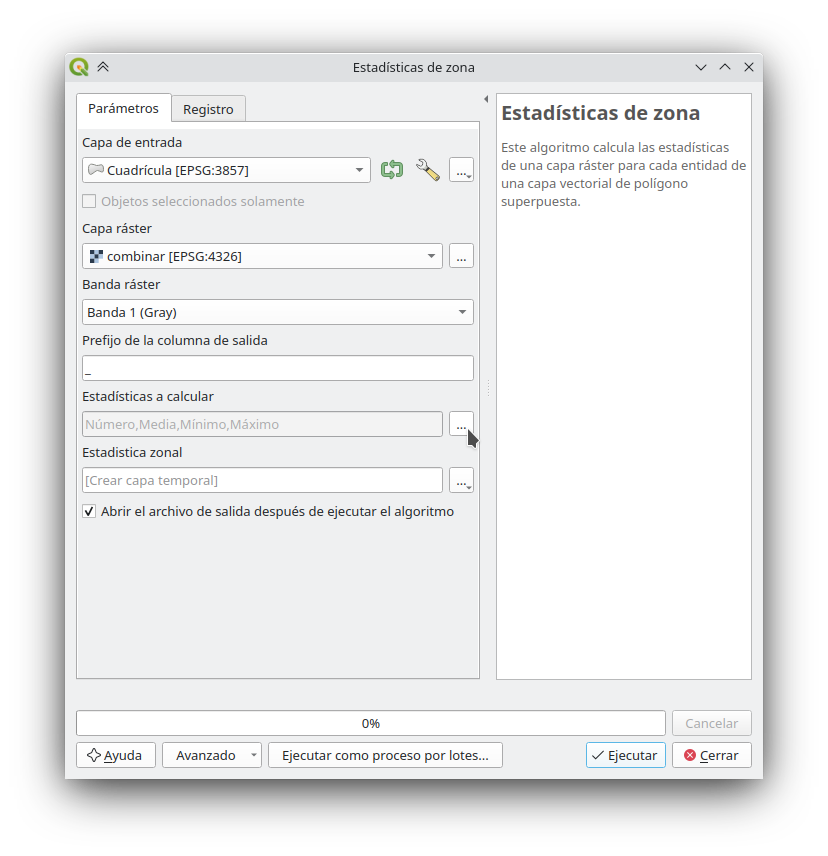 Estadísticas de zona
Parámetros
Registro
Capa de entrada
Cuadrícula [EPSG:3857]
...
Objetos seleccionados solamente
Capa ráster
combinar [EPSG:4326]
...
Banda ráster
Banda 1 (Gray)
Prefijo de la columna de salida
_
Estadísticas a calcular
Número,Media,Mínimo,Máximo
...
Estadistica zonal
[Crear capa temporal]
...
Abrir el archivo de salida después de ejecutar el algoritmo
Estadísticas de zona
Este algoritmo calcula las estadísticas
de una capa ráster para cada entidad de
una capa vectorial de polígono
superpuesta.
0%
Cancelar
Ayuda
Avanzado
Ejecutar como proceso por lotes...
Ejecutar
Cerrar